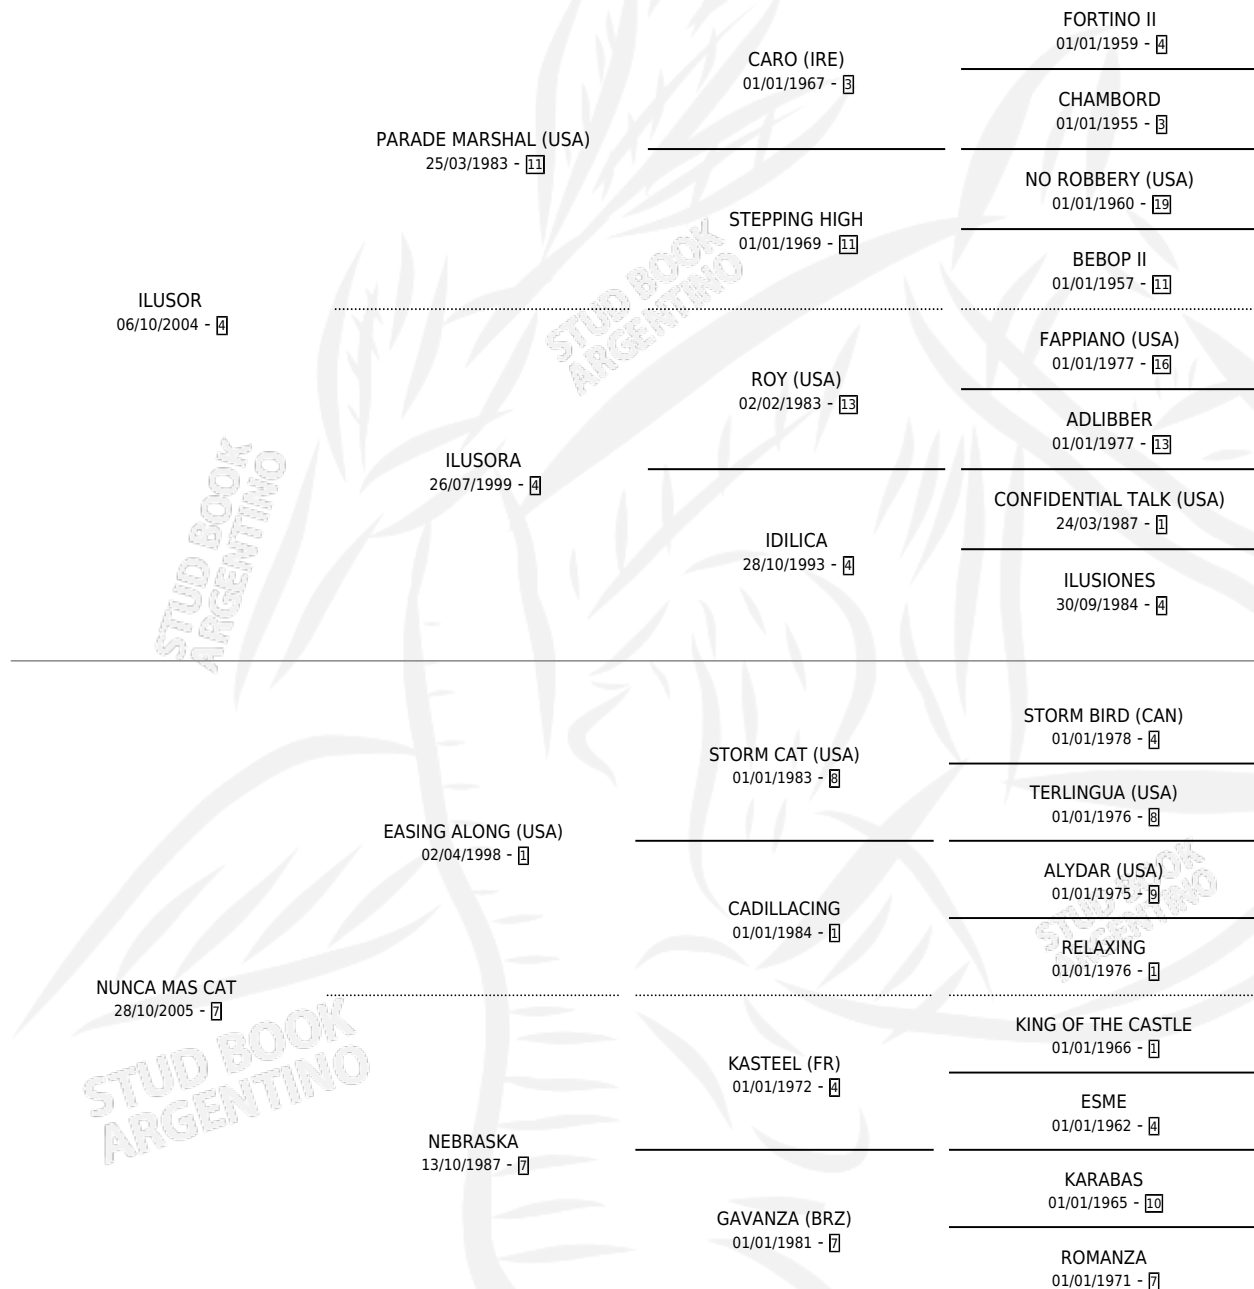 FORTINO II
01/01/1959 - 4
CARO (IRE)
01/01/1967 - 3
CHAMBORD
01/01/1955 - 3
PARADE MARSHAL (USA)
25/03/1983 - 11
NO ROBBERY (USA)
01/01/1960 - 19
STEPPING HIGH
01/01/1969 - 11
BEBOP II
01/01/1957 - 11
ILUSOR
06/10/2004 - 4
FAPPIANO (USA)
01/01/1977 - 16
ROY (USA)
02/02/1983 - 13
ADLIBBER
01/01/1977 - 13
ILUSORA
26/07/1999 - 4
CONFIDENTIAL TALK (USA)
24/03/1987 - 1
IDILICA
28/10/1993 - 4
ILUSIONES
30/09/1984 - 4
STUD BOOK
ARGENTINO
STUD BOOK
ARGENTINO
STORM BIRD (CAN)
01/01/1978 - 4
STORM CAT (USA)
01/01/1983 - 8
TERLINGUA (USA)
01/01/1976 - 8
EASING ALONG (USA)
02/04/1998 - 1
ALYDAR (USA)
01/01/1975 - 9
CADILLACING
01/01/1984 - 1
RELAXING
01/01/1976 - 1
NUNCA MAS CAT
28/10/2005 - 7
KING OF THE CASTLE
01/01/1966 - 1
KASTEEL (FR)
01/01/1972 - 4
ESME
01/01/1962 - 4
NEBRASKA
13/10/1987 - 7
KARABAS
01/01/1965 - 10
GAVANZA (BRZ)
01/01/1981 - 7
ROMANZA
01/01/1971 - 7
STUD BOOK
ARGENTINO
STUD BOOK
ARGENTINO